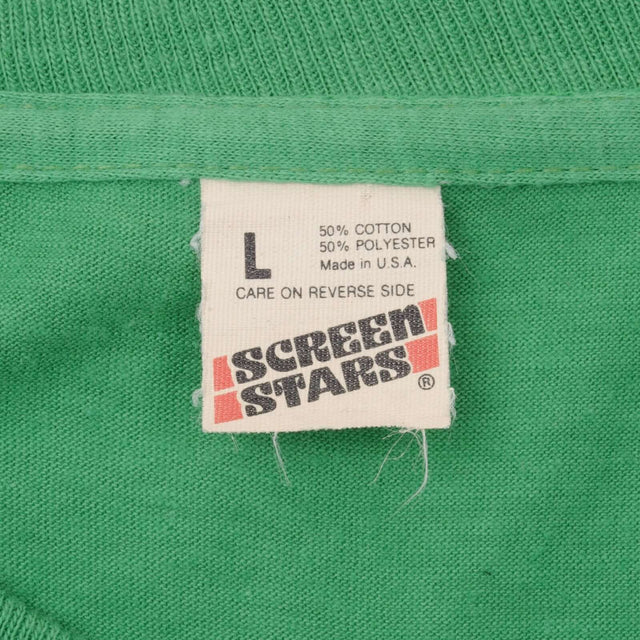 L
50% COTTON
50% POLYESTER
Made in U.S.A.
CARE ON REVERSE SIDE
SCREEN
STARS ®